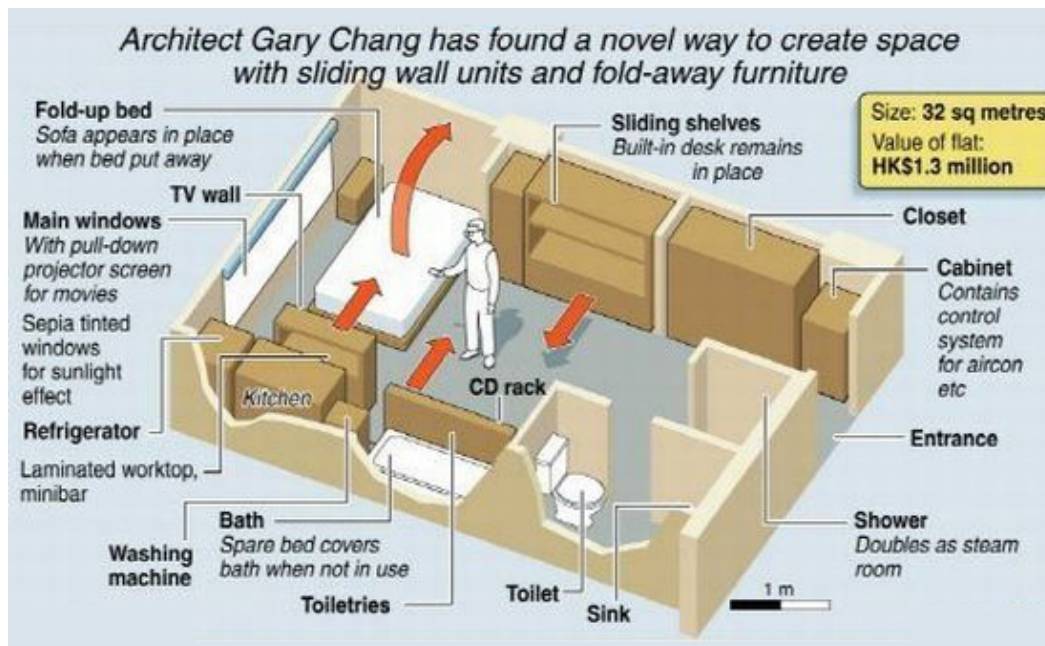 Architect Gary Chang has found a novel way to create space
with sliding wall units and fold-away furniture
Fold-up bed
Sofa appears in place
when bed put away
TV wall
Main windows
With pull-down
projector screen
for movies
Sepia tinted
windows
for sunlight
effect
Refrigerator
Laminated worktop,
minibar
Washing
machine
Kitchen
Bath
Spare bed covers
bath when not in use
Toiletries
CD rack
Toilet
Sink
Sliding shelves
Built-in desk remains
in place
Size: 32 sq metres
Value of flat:
HK$1.3 million
Closet
Cabinet
Contains
control
system
for aircon
etc
Entrance
Shower
Doubles as steam
room
1 m